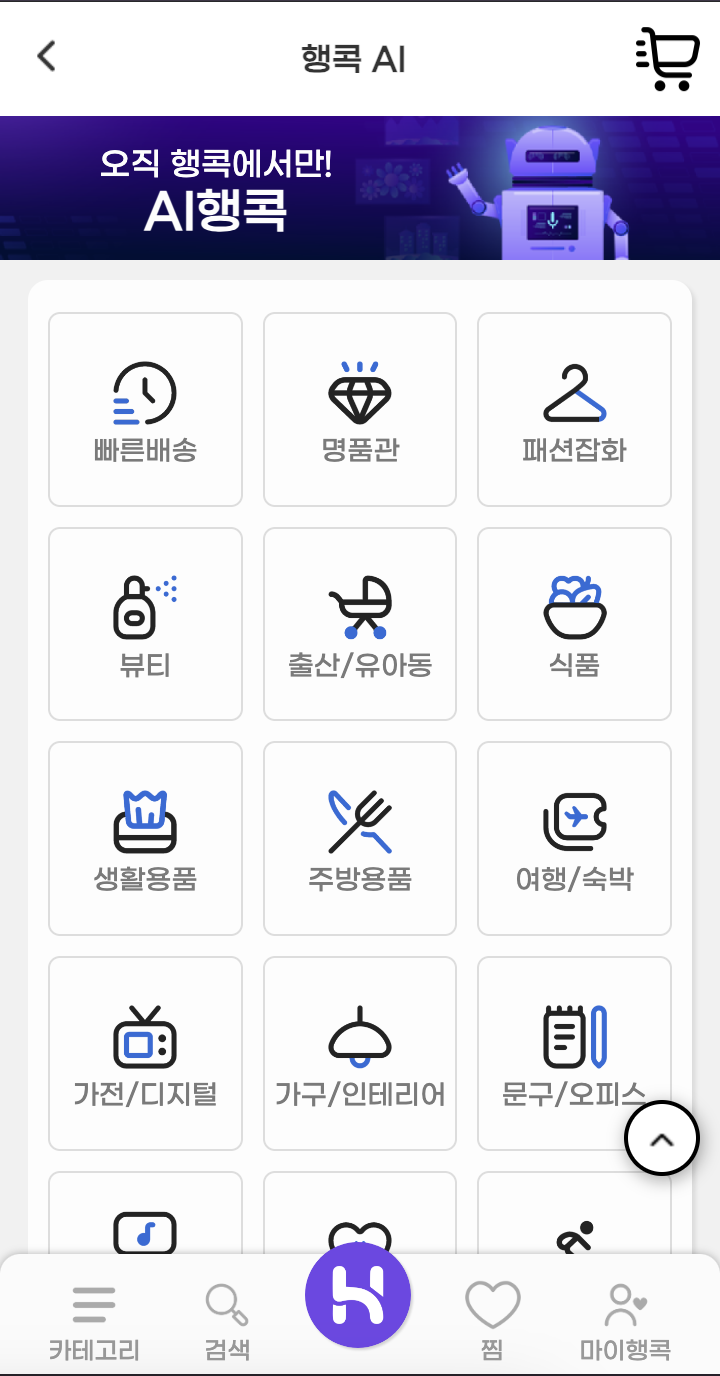 행콕 AI
오직 행콕에서만!
AI행콕
빠른배송
명품관
패션잡화
뷰티
출산/유아동
식품
생활용품
주방용품
여행/숙박
가전/디지털
가구/인테리어
문구/오피스
카테고리
검색
찜
마이행콕